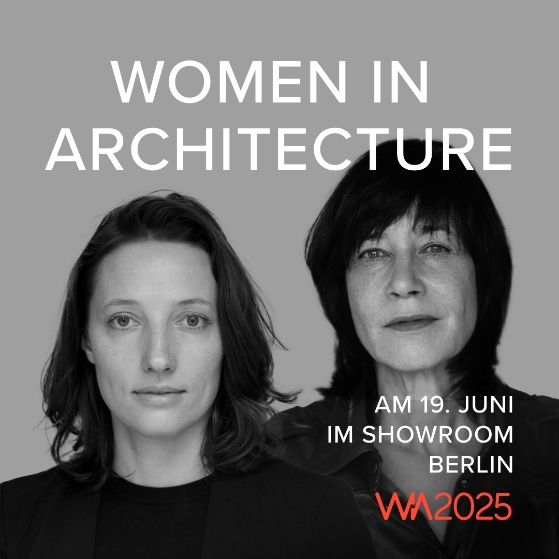 WOMEN IN
ARCHITECTURE
AM 19. JUNI
IM SHOWROOM
BERLIN
WA2025